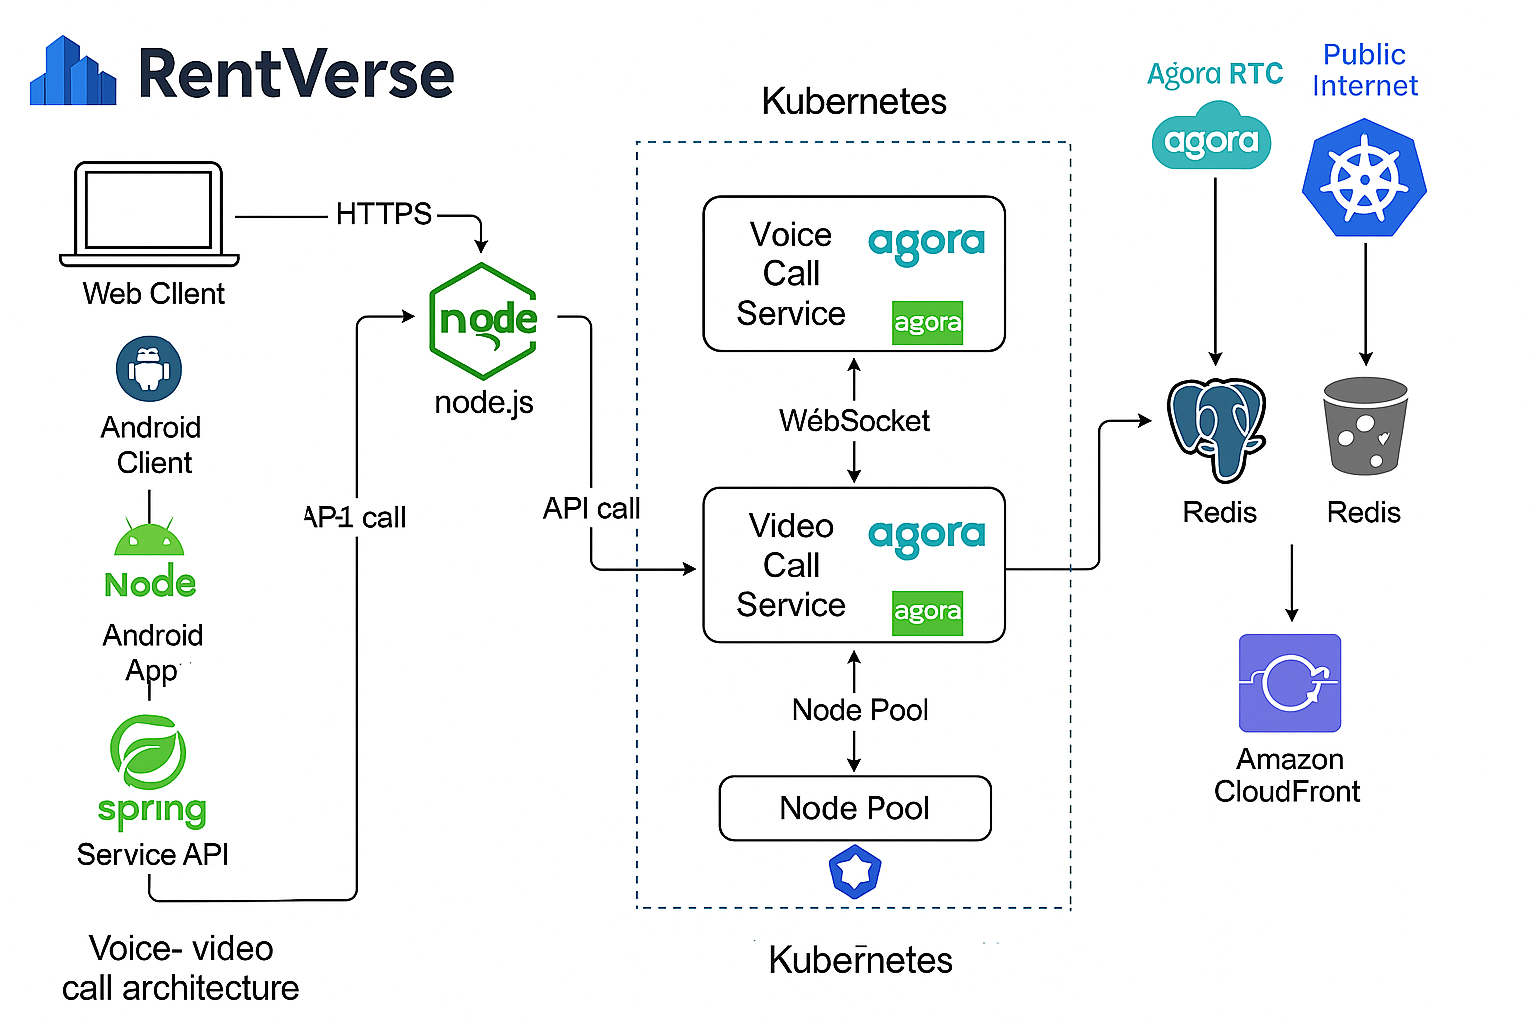 RentVerse
Web Cllent
HTTPS
Android
Client
Node
Android
App
spring
Service API
Voice- video
call architecture
AP-1 call
node
node.js
API call
Kubernetes
Voice
Call
Service
agora
agora
WébSocket
Video
Call
Service
agora
agora
Node Pool
Node Pool
Kubernetes
Agora RTC
agora
Public
Internet
Redis
Redis
Amazon
CloudFront